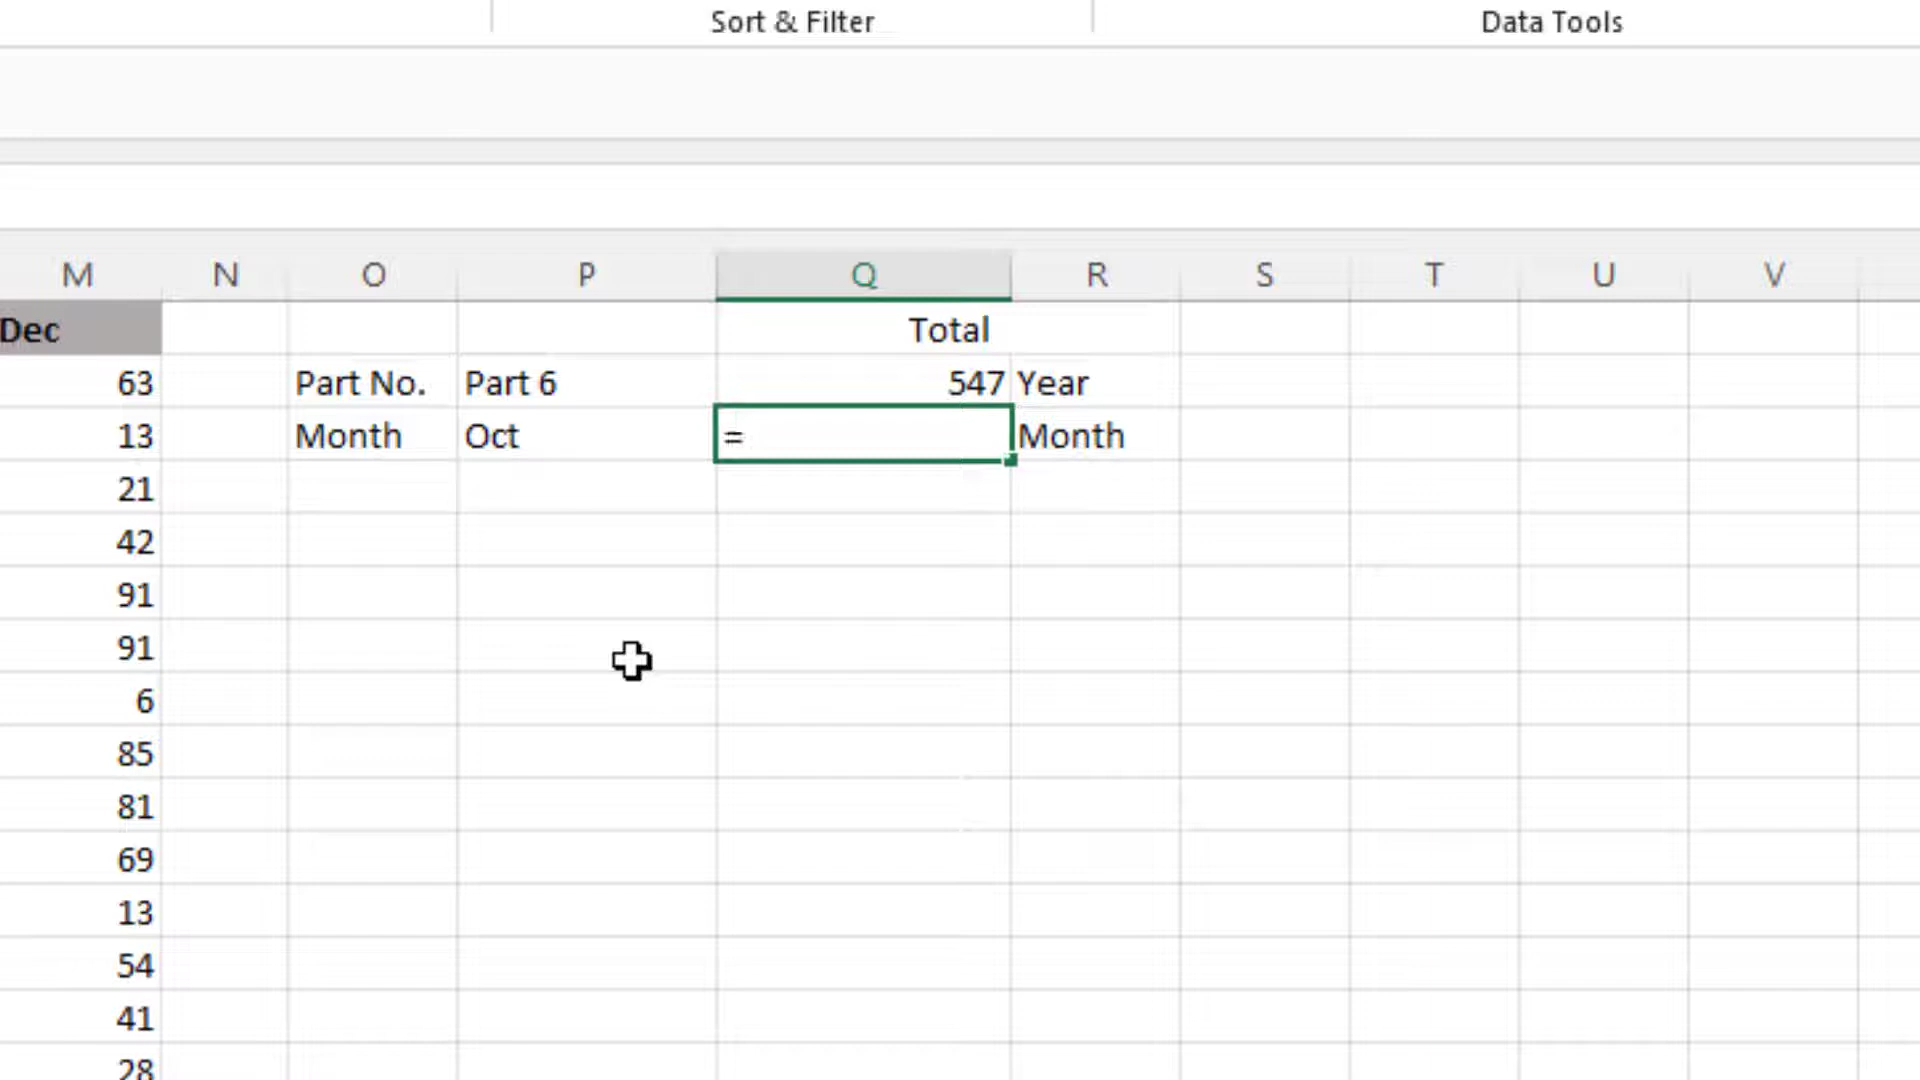 Sort & Filter Data Tools
M N O P Q R S T U V
Dec Total
63 Part No. Part 6 547 Year
13 Month Oct = Month
21
42
91
91
6
85
81
69
13
54
41
28